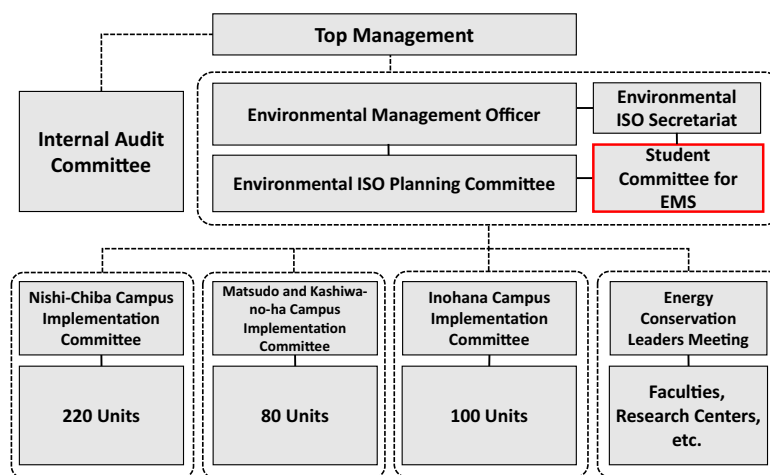 Top Management
Internal Audit
Committee
Environmental Management Officer
Environmental
ISO Secretariat
Environmental ISO Planning Committee
Student
Committee for
EMS
Nishi-Chiba Campus
Implementation
Committee
Matsudo and Kashiwa-
no-ha Campus
Implementation
Committee
Inohana Campus
Implementation
Committee
Energy
Conservation
Leaders Meeting
220 Units
80 Units
100 Units
Faculties,
Research Centers,
etc.